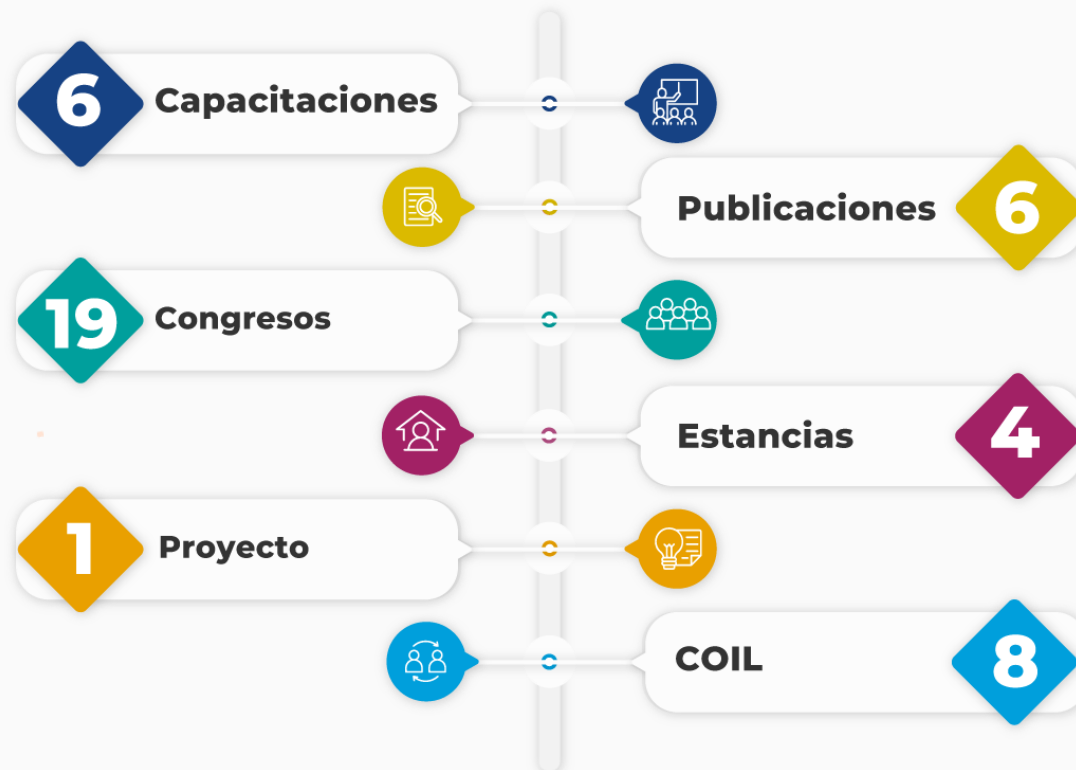 6 Capacitaciones
Publicaciones 6
19 Congresos
Estancias 4
1 Proyecto
COIL 8